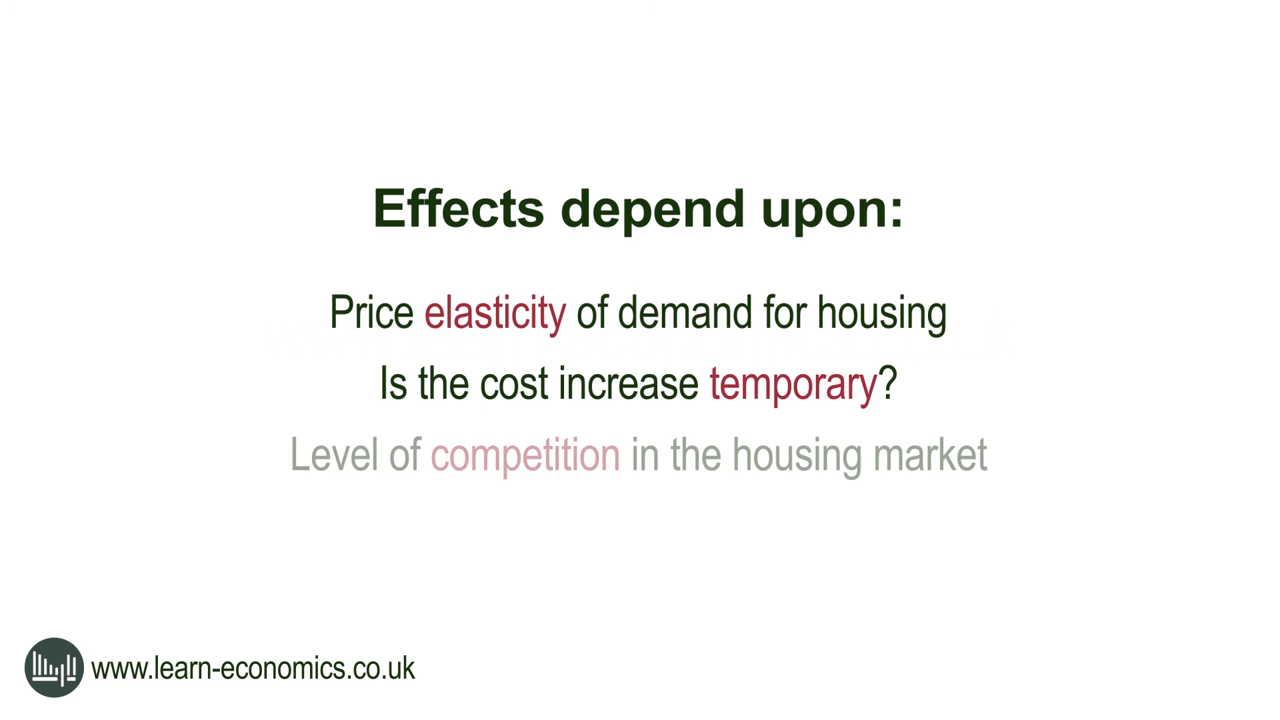 Effects depend upon:
Price elasticity of demand for housing
Is the cost increase temporary?
Level of competition in the housing market
www.learn-economics.co.uk